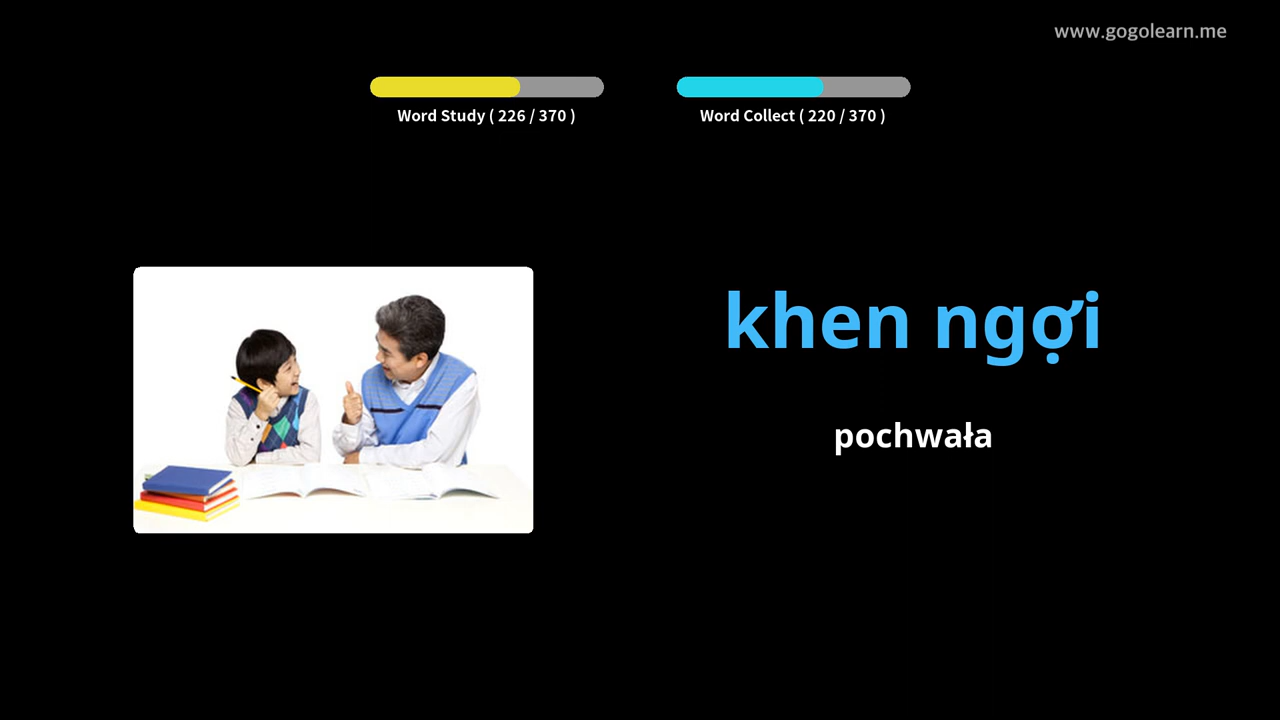 www.gogolearn.me
Word Study ( 226 / 370 )
Word Collect ( 220 / 370 )
khen ngợi
pochwała